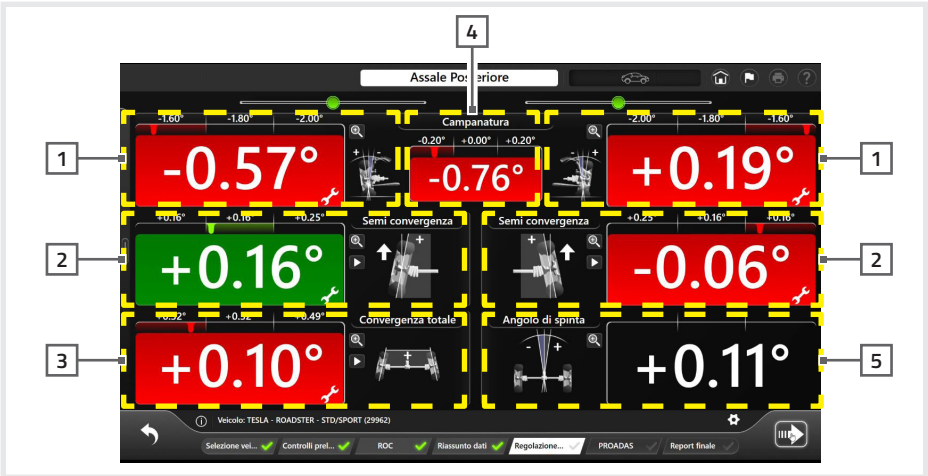 4
Assale Posteriore
?
-1.60° -1.80° -2.00°
Campanatura
-2.00° -1.80° -1.60°
-0.20° +0.00° +0.20°
1
-0.57°
+ -
-0.76°
- +
+0.19°
1
+0.16° +0.16° +0.25°
Semi convergenza
Semi convergenza
+0.25 +0.16° +0.16°
2
+0.16°
+
+
-0.06°
2
+0.32° +0.32° +0.49°
Convergenza totale
Angolo di spinta
3
+0.10°
+
- +
+0.11°
5
Veicolo: TESLA - ROADSTER - STD/SPORT (29962)
Selezione vei... Controlli prel... ROC Riassunto dati Regolazione... PROADAS Report finale